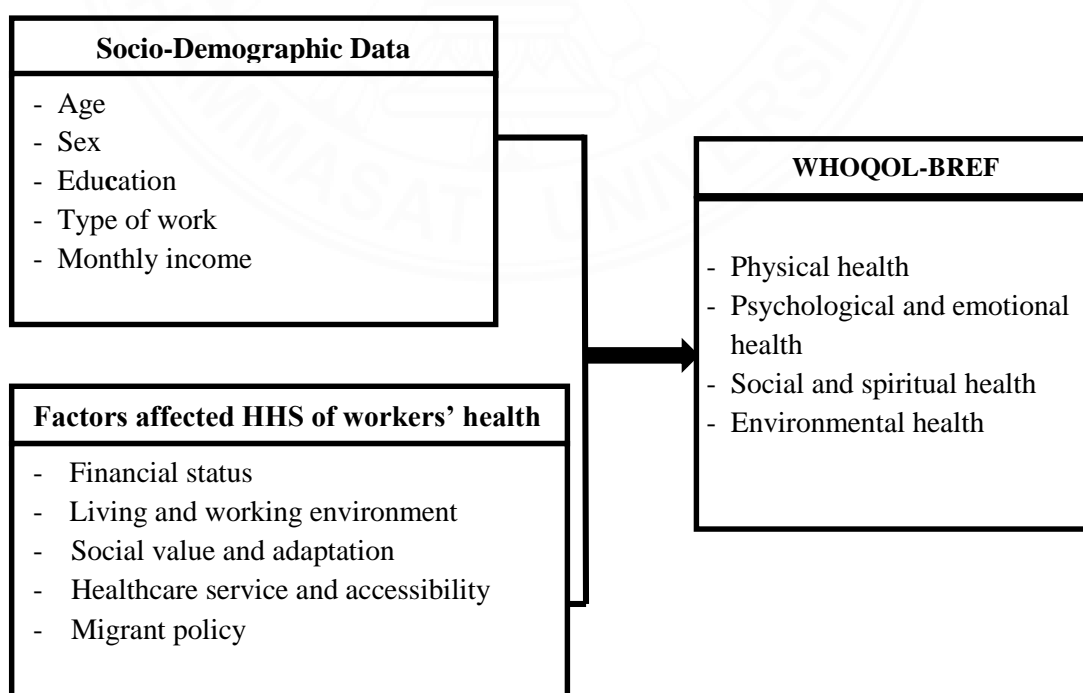 Socio-Demographic Data
- Age
- Sex
- Education
- Type of work
- Monthly income
Factors affected HHS of workers’ health
- Financial status
- Living and working environment
- Social value and adaptation
- Healthcare service and accessibility
- Migrant policy
WHOQOL-BREF
- Physical health
- Psychological and emotional
health
- Social and spiritual health
- Environmental health
MMASAT UNIVERSIT